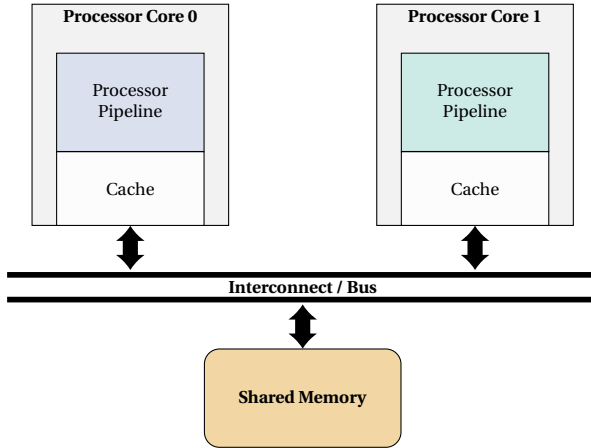 Processor Core 0
Processor Core 1
Processor
Pipeline
Processor
Pipeline
Cache
Cache
Interconnect / Bus
Shared Memory